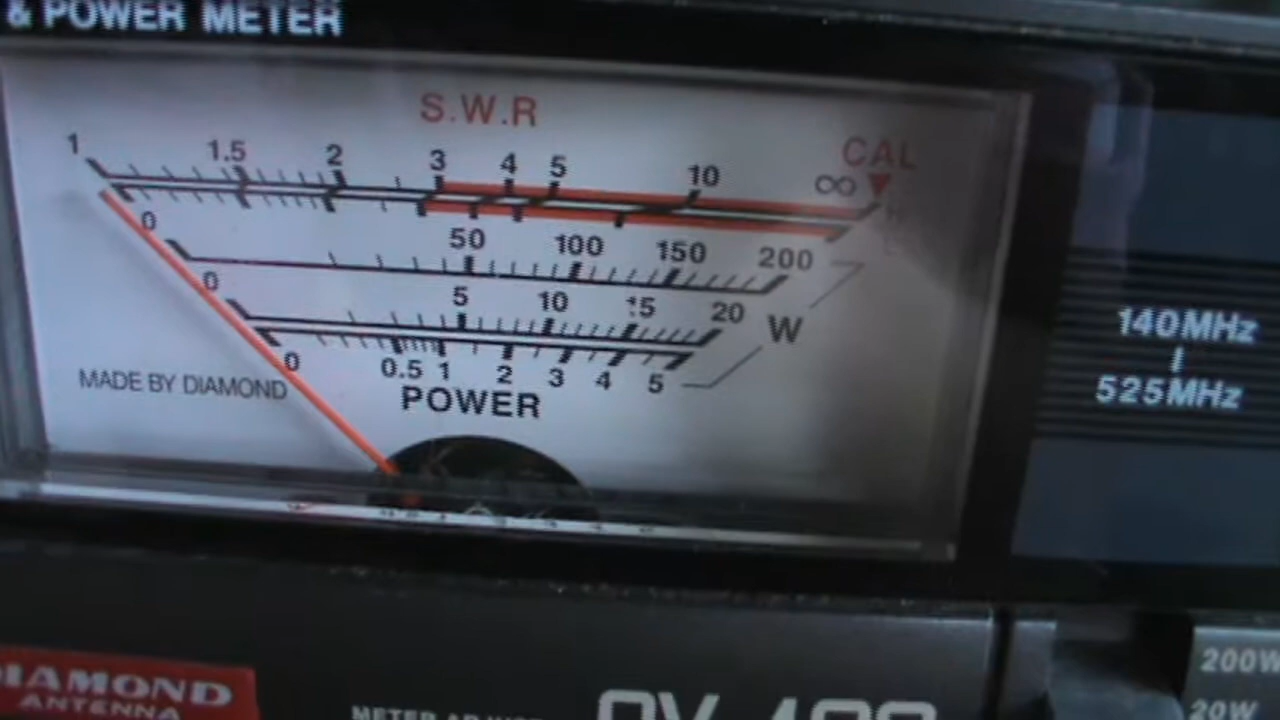 & POWER METER
S.W.R
CAL
1 1.5 2 3 4 5 10 ∞
0 50 100 150 200
0 5 10 15 20
W
0 0.5 1 2 3 4 5
MADE BY DIAMOND
POWER
140MHz
525MHz
DIAMOND
ANTENNA
200W
20W